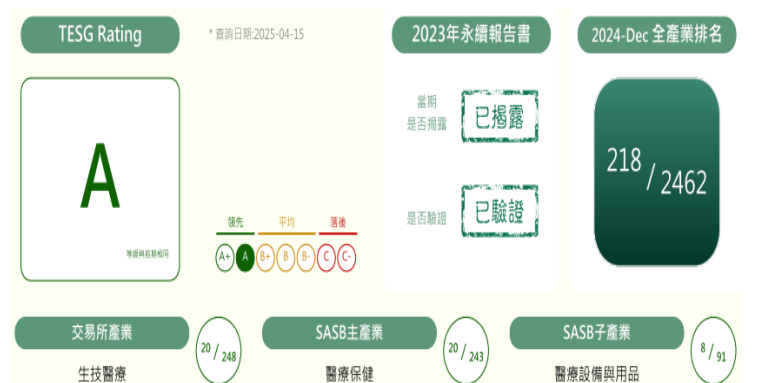 TESG Rating
* 查詢日期:2025-04-15
2023年永續報告書
2024-Dec 全產業排名
A
等級與前期相同
領先 平均 落後
A+ A B+ B B- C C-
當期
是否揭露
已揭露
是否驗證
已驗證
218 / 2462
交易所產業
20 / 248
SASB主產業
20 / 243
SASB子產業
8 / 91
生技醫療
醫療保健
醫療設備與用品